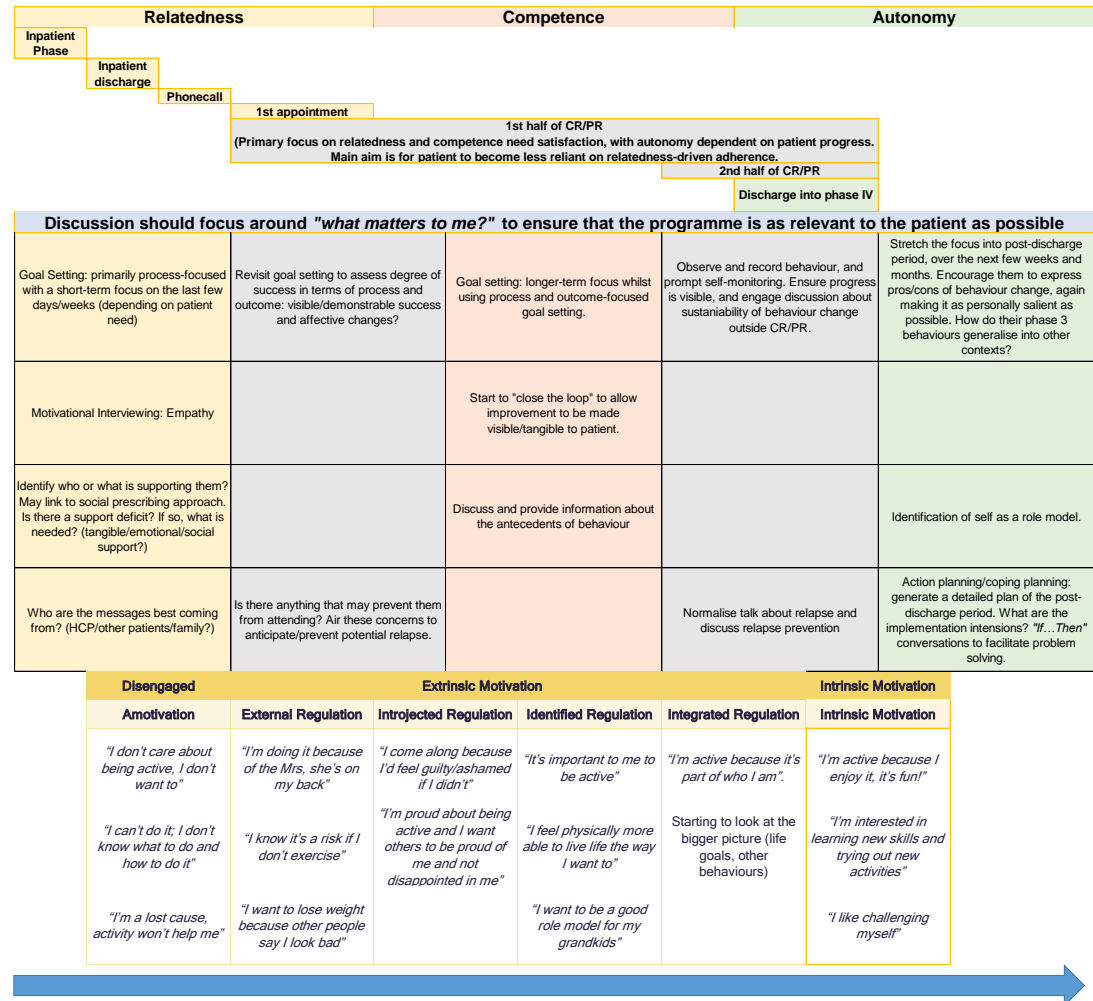 Relatedness
Competence
Autonomy
Inpatient
Phase
Inpatient
discharge
Phonecall
1st appointment
1st half of CR/PR
(Primary focus on relatedness and competence need satisfaction, with autonomy dependent on patient progress.
Main aim is for patient to become less reliant on relatedness-driven adherence.
2nd half of CR/PR
Discharge into phase IV
Discussion should focus around "what matters to me?" to ensure that the programme is as relevant to the patient as possible
Goal Setting: primarily process-focused
with a short-term focus on the last few
days/weeks (depending on patient
need)
Revisit goal setting to assess degree of
success in terms of process and
outcome: visible/demonstrable success
and affective changes?
Goal setting: longer-term focus whilst
using process and outcome-focused
goal setting.
Observe and record behaviour, and
prompt self-monitoring. Ensure progress
is visible, and engage discussion about
sustaniability of behaviour change
outside CR/PR.
Stretch the focus into post-discharge
period, over the next few weeks and
months. Encourage them to express
pros/cons of behaviour change, again
making it as personally salient as
possible. How do their phase 3
behaviours generalise into other
contexts?
Motivational Interviewing: Empathy
Start to "close the loop" to allow
improvement to be made
visible/tangible to patient.
Identify who or what is supporting them?
May link to social prescribing approach.
Is there a support deficit? If so, what is
needed? (tangible/emotional/social
support?)
Discuss and provide information about
the antecedents of behaviour
Identification of self as a role model.
Who are the messages best coming
from? (HCP/other patients/family?)
Is there anything that may prevent them
from attending? Air these concerns to
anticipate/prevent potential relapse.
Normalise talk about relapse and
discuss relapse prevention
Action planning/coping planning:
generate a detailed plan of the post-
discharge period. What are the
implementation intensions? "If…Then"
conversations to facilitate problem
solving.
Disengaged
Extrinsic Motivation
Intrinsic Motivation
Amotivation
External Regulation
Introjected Regulation
Identified Regulation
Integrated Regulation
Intrinsic Motivation
"I don't care about
being active, I don't
want to"
"I'm doing it because
of the Mrs, she's on
my back"
"I come along because
I'd feel guilty/ashamed
if I didn't"
"It's important to me to
be active"
"I'm active because it's
part of who I am".
"I'm active because I
enjoy it, it's fun!"
"I can't do it; I don't
know what to do and
how to do it"
"I know it's a risk if I
don't exercise"
"I'm proud about being
active and I want
others to be proud of
me and not
disappointed in me"
"I feel physically more
able to live life the way
I want to"
Starting to look at the
bigger picture (life
goals, other
behaviours)
"I'm interested in
learning new skills and
trying out new
activities"
"I'm a lost cause,
activity won't help me"
"I want to lose weight
because other people
say I look bad"
"I want to be a good
role model for my
grandkids"
"I like challenging
myself"